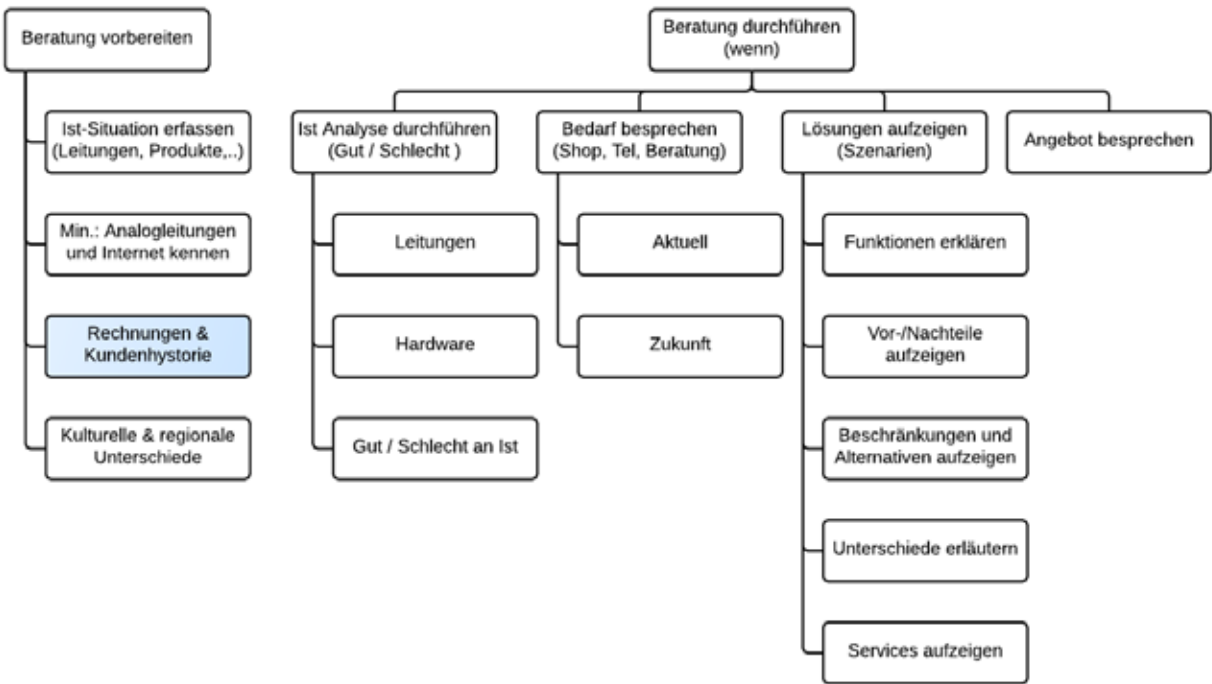 Beratung vorbereiten
Ist-Situation erfassen
(Leitungen, Produkte,..)
Min.: Analogleitungen
und Internet kennen
Rechnungen &
Kundenhystorie
Kulturelle & regionale
Unterschiede
Beratung durchführen
(wenn)
Ist Analyse durchführen
(Gut / Schlecht )
Leitungen
Hardware
Gut / Schlecht an Ist
Bedarf besprechen
(Shop, Tel, Beratung)
Aktuell
Zukunft
Lösungen aufzeigen
(Szenarien)
Funktionen erklären
Vor-/Nachteile
aufzeigen
Beschränkungen und
Alternativen aufzeigen
Unterschiede erläutern
Services aufzeigen
Angebot besprechen